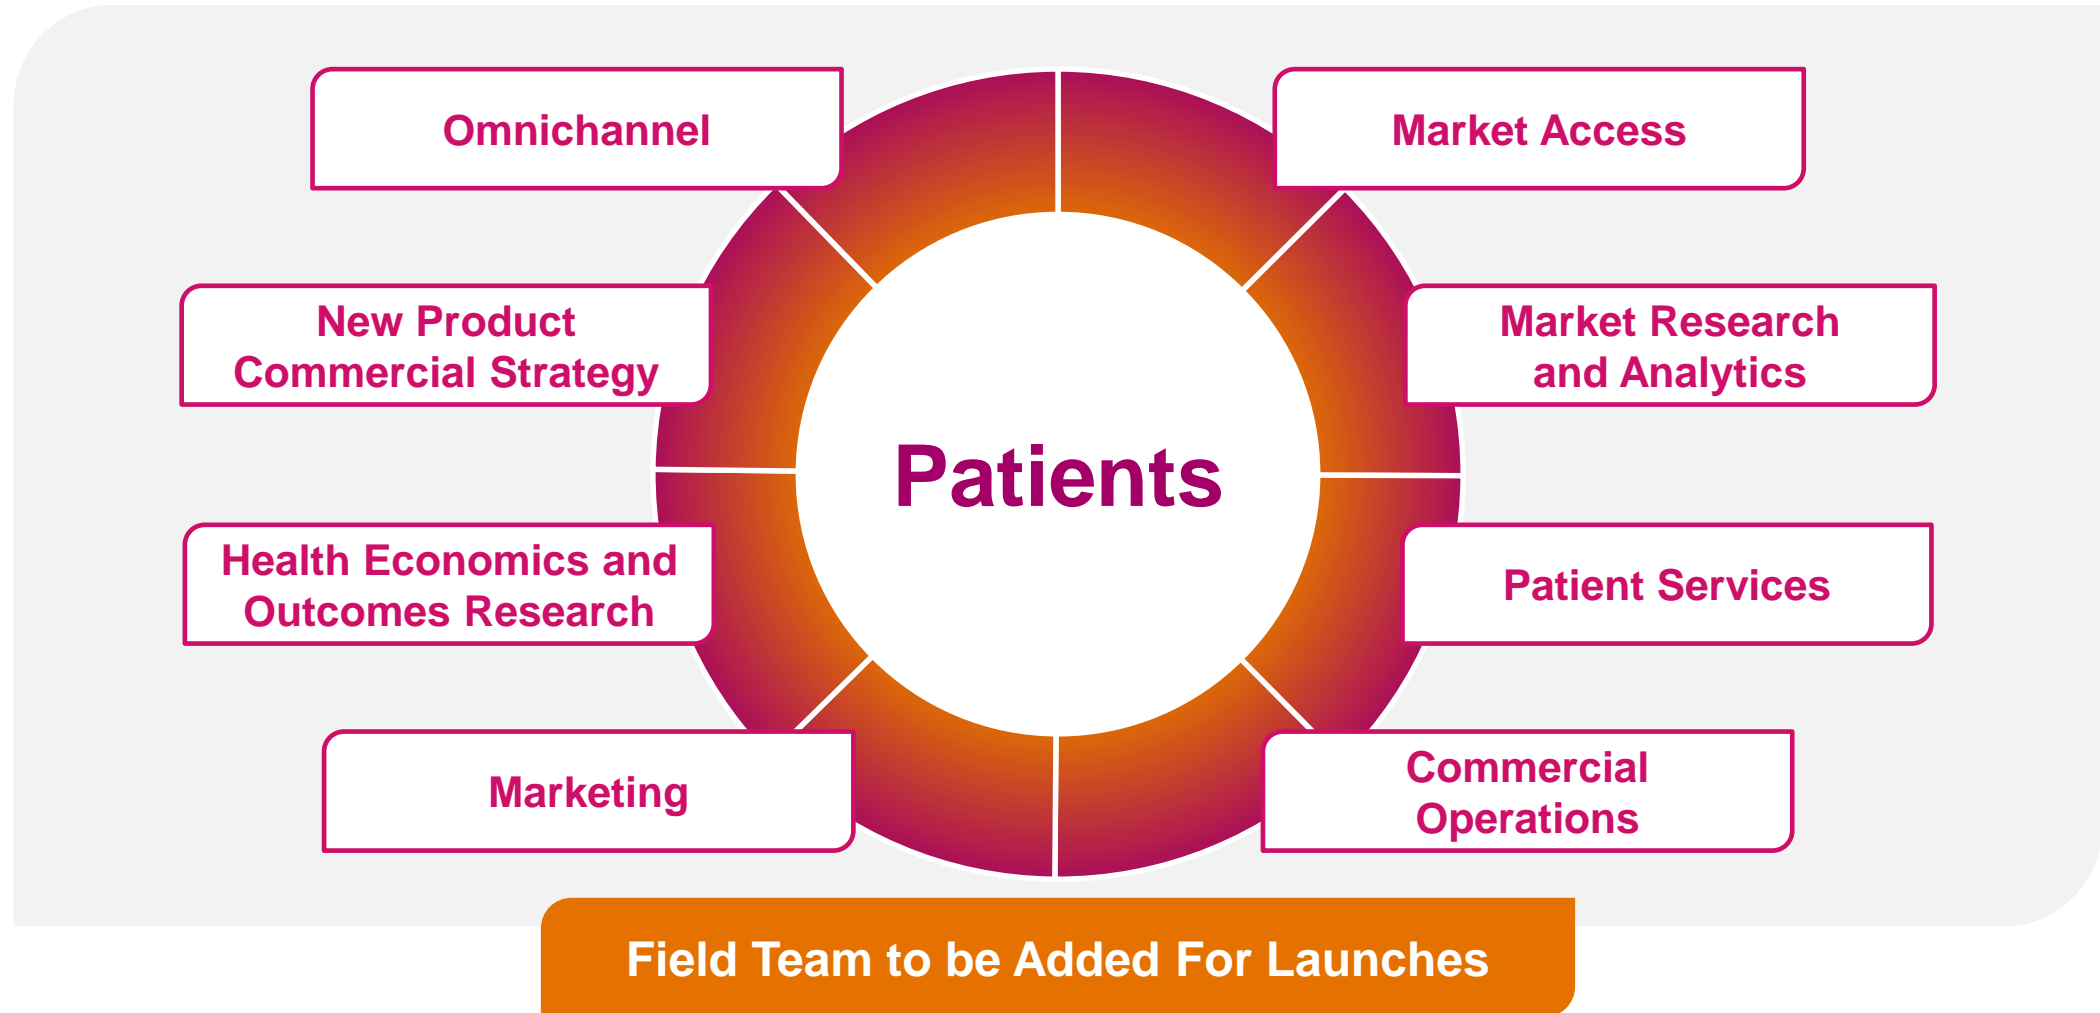 Omnichannel
Market Access
New Product
Commercial Strategy
Market Research
and Analytics
Patients
Health Economics and
Outcomes Research
Patient Services
Marketing
Commercial
Operations
Field Team to be Added For Launches